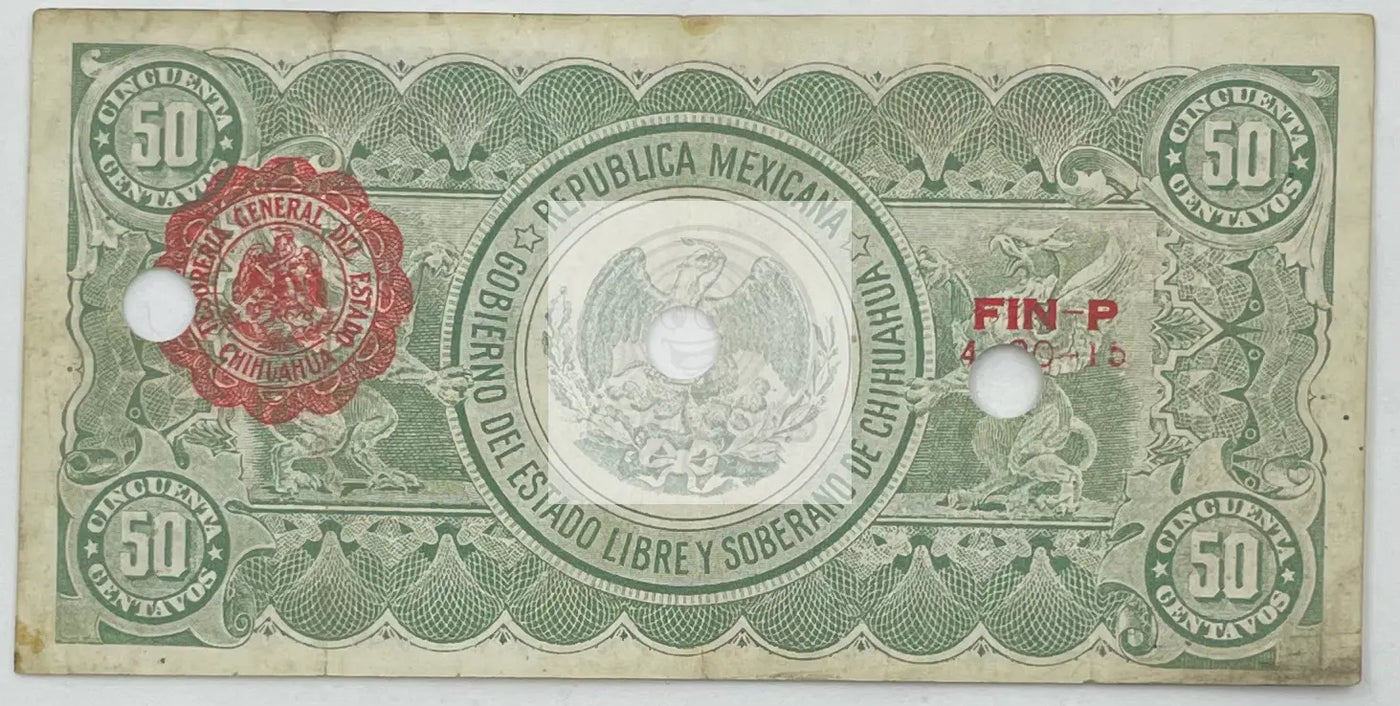 CINCUENTA
50
CENTAVOS
CINCUENTA
50
CENTAVOS
REPUBLICA MEXICANA
GOBIERNO DEL ESTADO LIBRE Y SOBERANO DE CHIHUAHUA
GENERAL DEL ESTADO
CHIHUAHUA
FIN-P
CINCUENTA
50
CENTAVOS
CINCUENTA
50
CENTAVOS